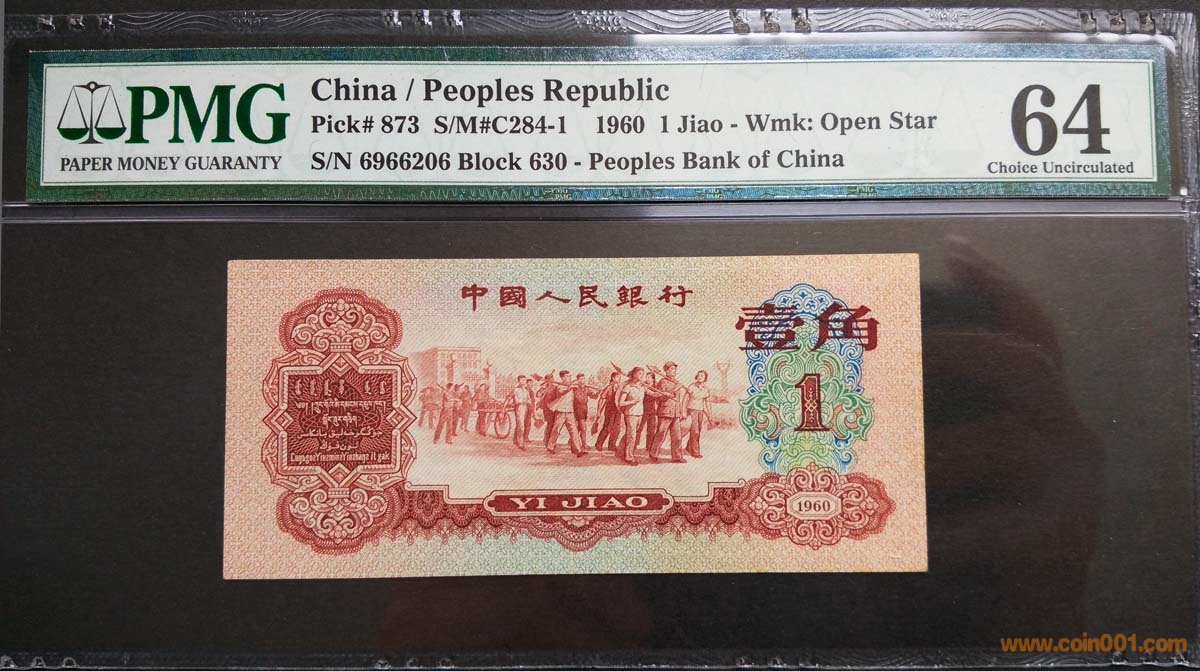 PMG
PAPER MONEY GUARANTY
China / Peoples Republic
Pick# 873 S/M#C284-1 1960 1 Jiao - Wmk: Open Star
S/N 6966206 Block 630 - Peoples Bank of China
64
Choice Uncirculated
中國人民銀行
壹角
1
YI JIAO
1960
www.coin001.com